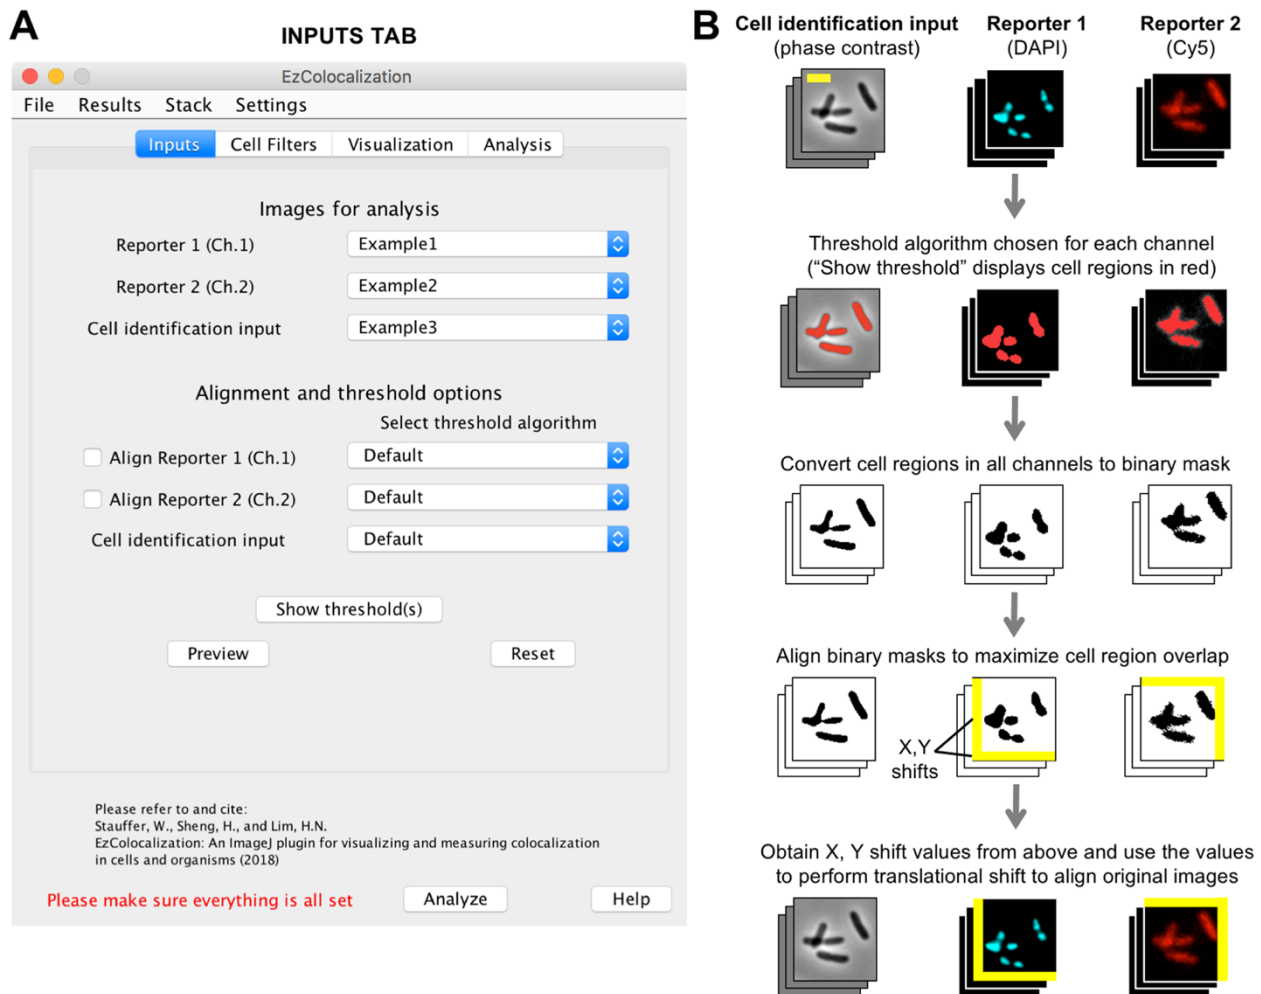 A
INPUTS TAB
EzColocalization
File Results Stack Settings
Inputs Cell Filters Visualization Analysis
Images for analysis
Reporter 1 (Ch.1) Example1
Reporter 2 (Ch.2) Example2
Cell identification input Example3
Alignment and threshold options
Select threshold algorithm
Align Reporter 1 (Ch.1) Default
Align Reporter 2 (Ch.2) Default
Cell identification input Default
Show threshold(s)
Preview Reset
Please refer to and cite:
Stauffer, W., Sheng, H., and Lim, H.N.
EzColocalization: An ImageJ plugin for visualizing and measuring colocalization
in cells and organisms (2018)
Please make sure everything is all set Analyze Help
B
Cell identification input Reporter 1 Reporter 2
(phase contrast) (DAPI) (Cy5)
Threshold algorithm chosen for each channel
(“Show threshold” displays cell regions in red)
Convert cell regions in all channels to binary mask
Align binary masks to maximize cell region overlap
X,Y
shifts
Obtain X, Y shift values from above and use the values
to perform translational shift to align original images